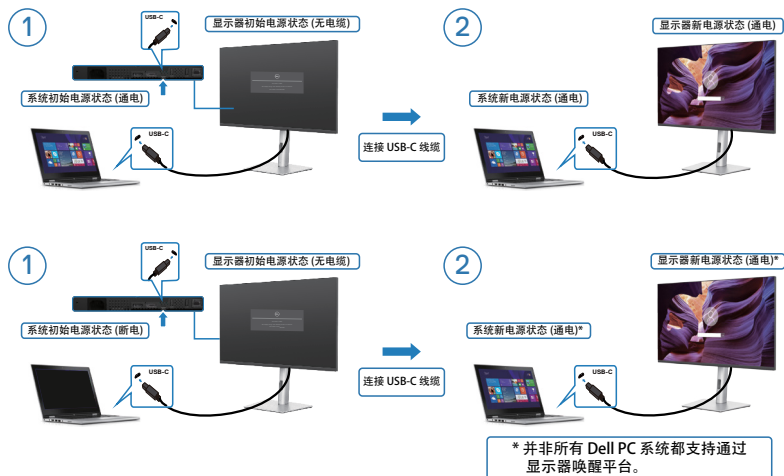 1
USB-C
显示器初始电源状态 (无电缆)
系统初始电源状态 (通电)
USB-C
连接 USB-C 线缆
2
显示器新电源状态 (通电)
系统新电源状态 (通电)
USB-C
1
USB-C
显示器初始电源状态 (无电缆)
系统初始电源状态 (断电)
USB-C
连接 USB-C 线缆
2
显示器新电源状态 (通电)*
系统新电源状态 (通电)*
USB-C
* 并非所有 Dell PC 系统都支持通过
显示器唤醒平台。